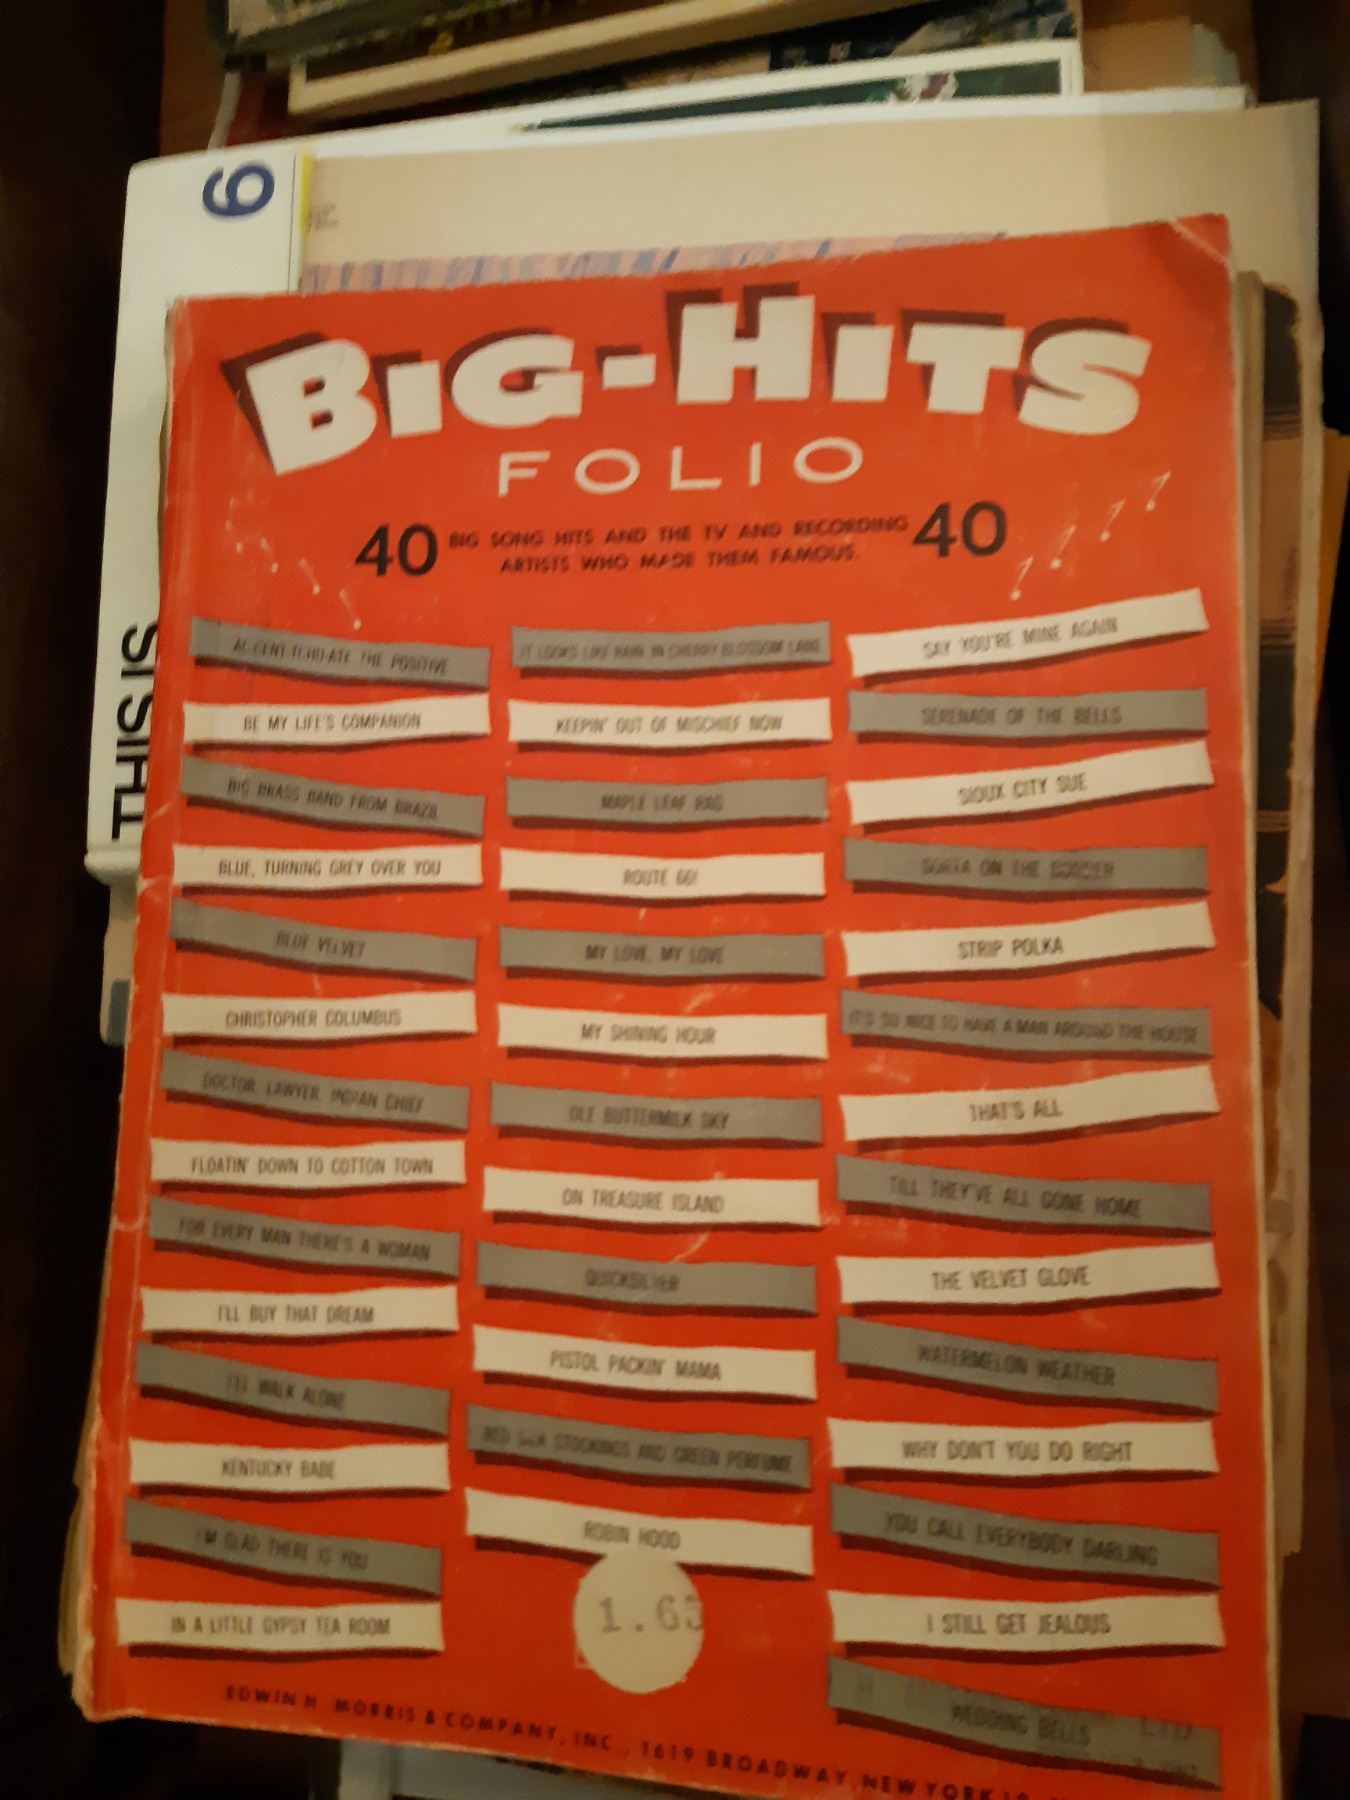 6
SISIHT
BIG-HITS
FOLIO
40 BIG SONG HITS AND THE TV AND RECORDING 40
ARTISTS WHO MADE THEM FAMOUS.
AC-CENT-TCHU-ATE THE POSITIVE
BE MY LIFE'S COMPANION
BIG BRASS BAND FROM BRAZIL
BLUE, TURNING GREY OVER YOU
BLUE VELVET
CHRISTOPHER COLUMBUS
DOCTOR, LAWYER, INDIAN CHIEF
FLOATIN' DOWN TO COTTON TOWN
FOR EVERY MAN THERE'S A WOMAN
I'LL BUY THAT DREAM
I'LL WALK ALONE
KENTUCKY BABE
I'M GLAD THERE IS YOU
IN A LITTLE GYPSY TEA ROOM
IT LOOKS LIKE RAIN IN CHERRY BLOSSOM LANE
KEEPIN' OUT OF MISCHIEF NOW
MAPLE LEAF RAG
ROUTE 66!
MY LOVE, MY LOVE
MY SHINING HOUR
OLE BUTTERMILK SKY
ON TREASURE ISLAND
QUICKSILVER
PISTOL PACKIN' MAMA
RED SILK STOCKINGS AND GREEN PERFUME
ROBIN HOOD
1.63
SAY YOU'RE MINE AGAIN
SERENADE OF THE BELLS
SIOUX CITY SUE
SORTA ON THE BORDER
STRIP POLKA
IT'S SO NICE TO HAVE A MAN AROUND THE HOUSE
THAT'S ALL
TILL THEY'VE ALL GONE HOME
THE VELVET GLOVE
WATERMELON WEATHER
WHY DON'T YOU DO RIGHT
YOU CALL EVERYBODY DARLING
I STILL GET JEALOUS
WEDDING BELLS
LTD.
EDWIN H. MORRIS & COMPANY, INC., 1619 BROADWAY, NEW YORK 19